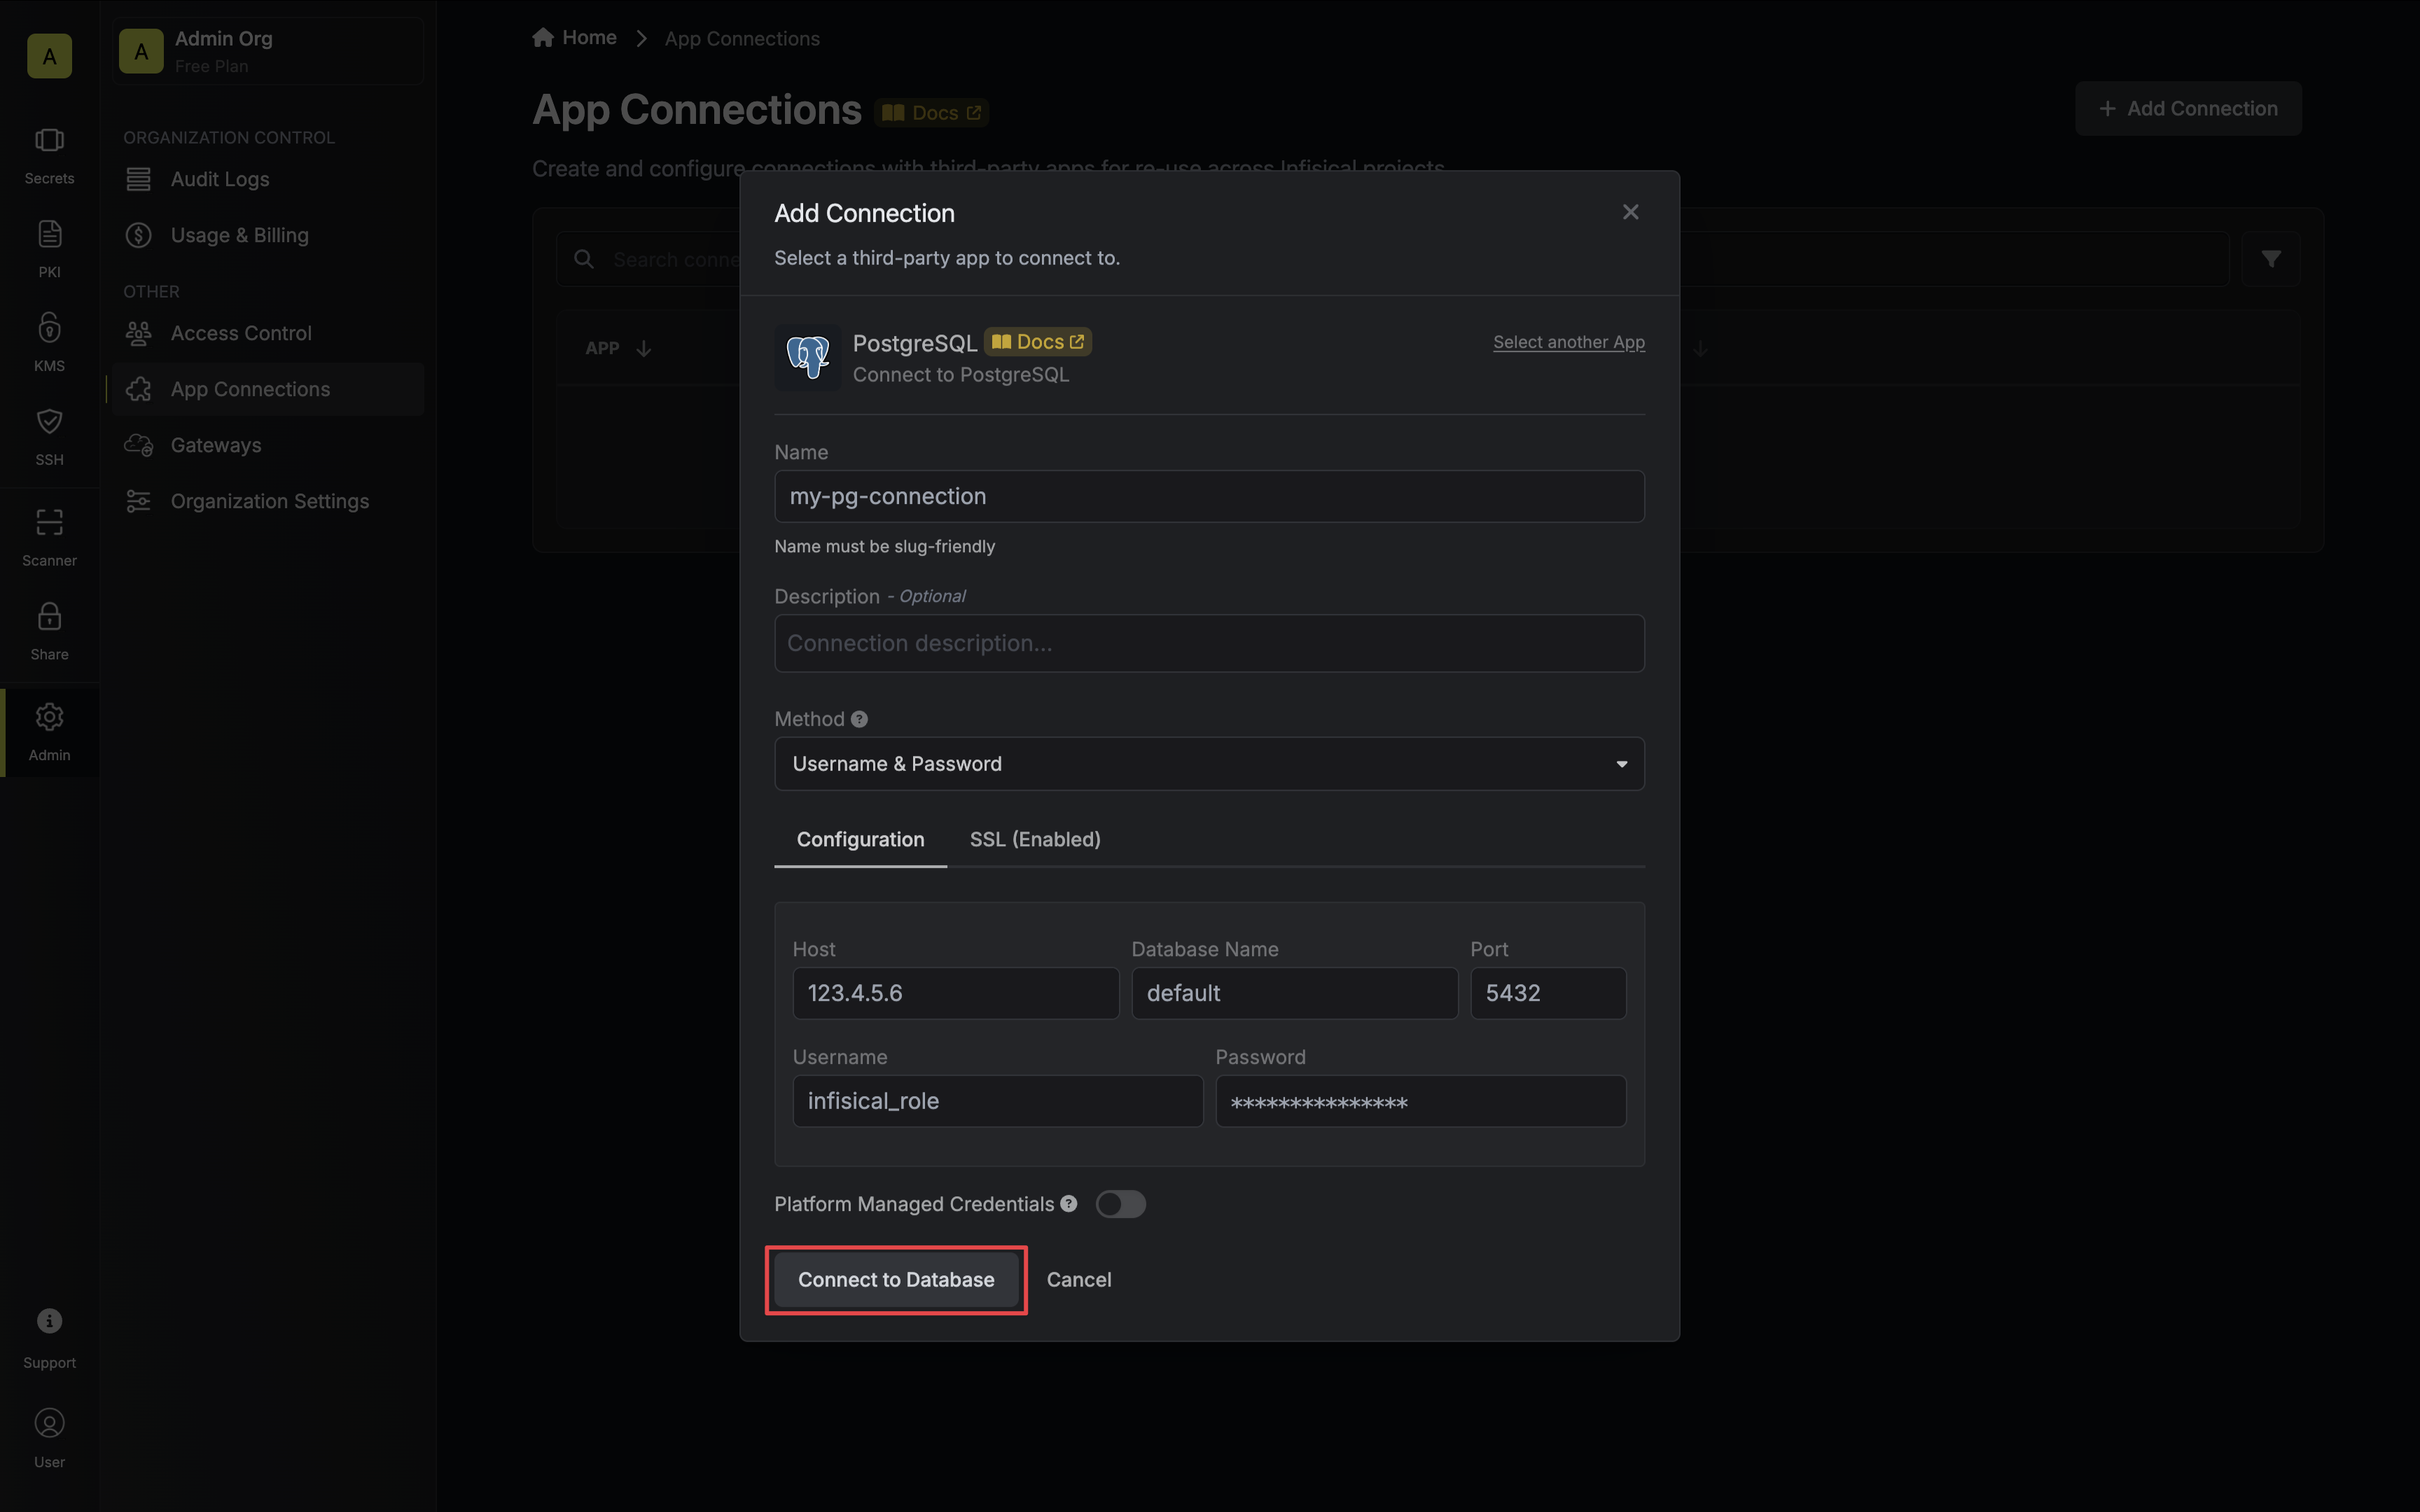 A
Secrets
PKI
KMS
SSH
Scanner
Share
Admin
Support
User
A
Admin Org
Free Plan
ORGANIZATION CONTROL
Audit Logs
Usage & Billing
OTHER
Access Control
App Connections
Gateways
Organization Settings
Home
App Connections
App Connections
Docs
Add Connection
Create and configure connections with third-party apps for re-use across Infisical projects
Search conne
APP
Add Connection
Select a third-party app to connect to.
PostgreSQL
Docs
Select another App
Connect to PostgreSQL
Name
my-pg-connection
Name must be slug-friendly
Description - Optional
Connection description...
Method
Username & Password
Configuration
SSL (Enabled)
Host
Database Name
Port
123.4.5.6
default
5432
Username
Password
infisical_role
***************
Platform Managed Credentials
Connect to Database
Cancel